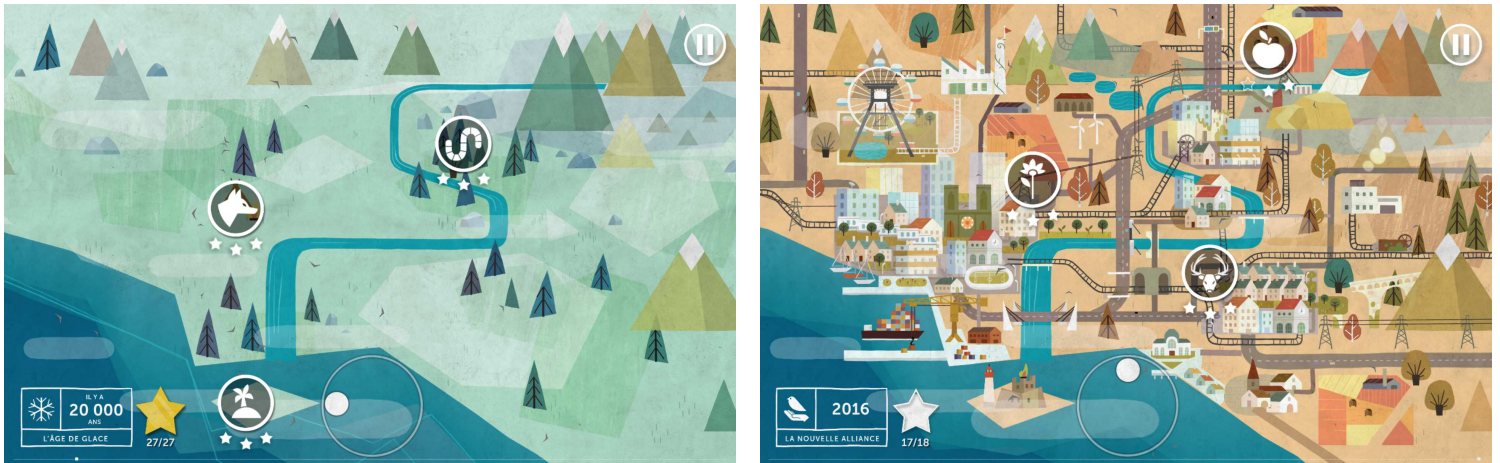 IL Y A
20 000
ANS
L'ÂGE DE GLACE
27/27
2016
LA NOUVELLE ALLIANCE
17/18